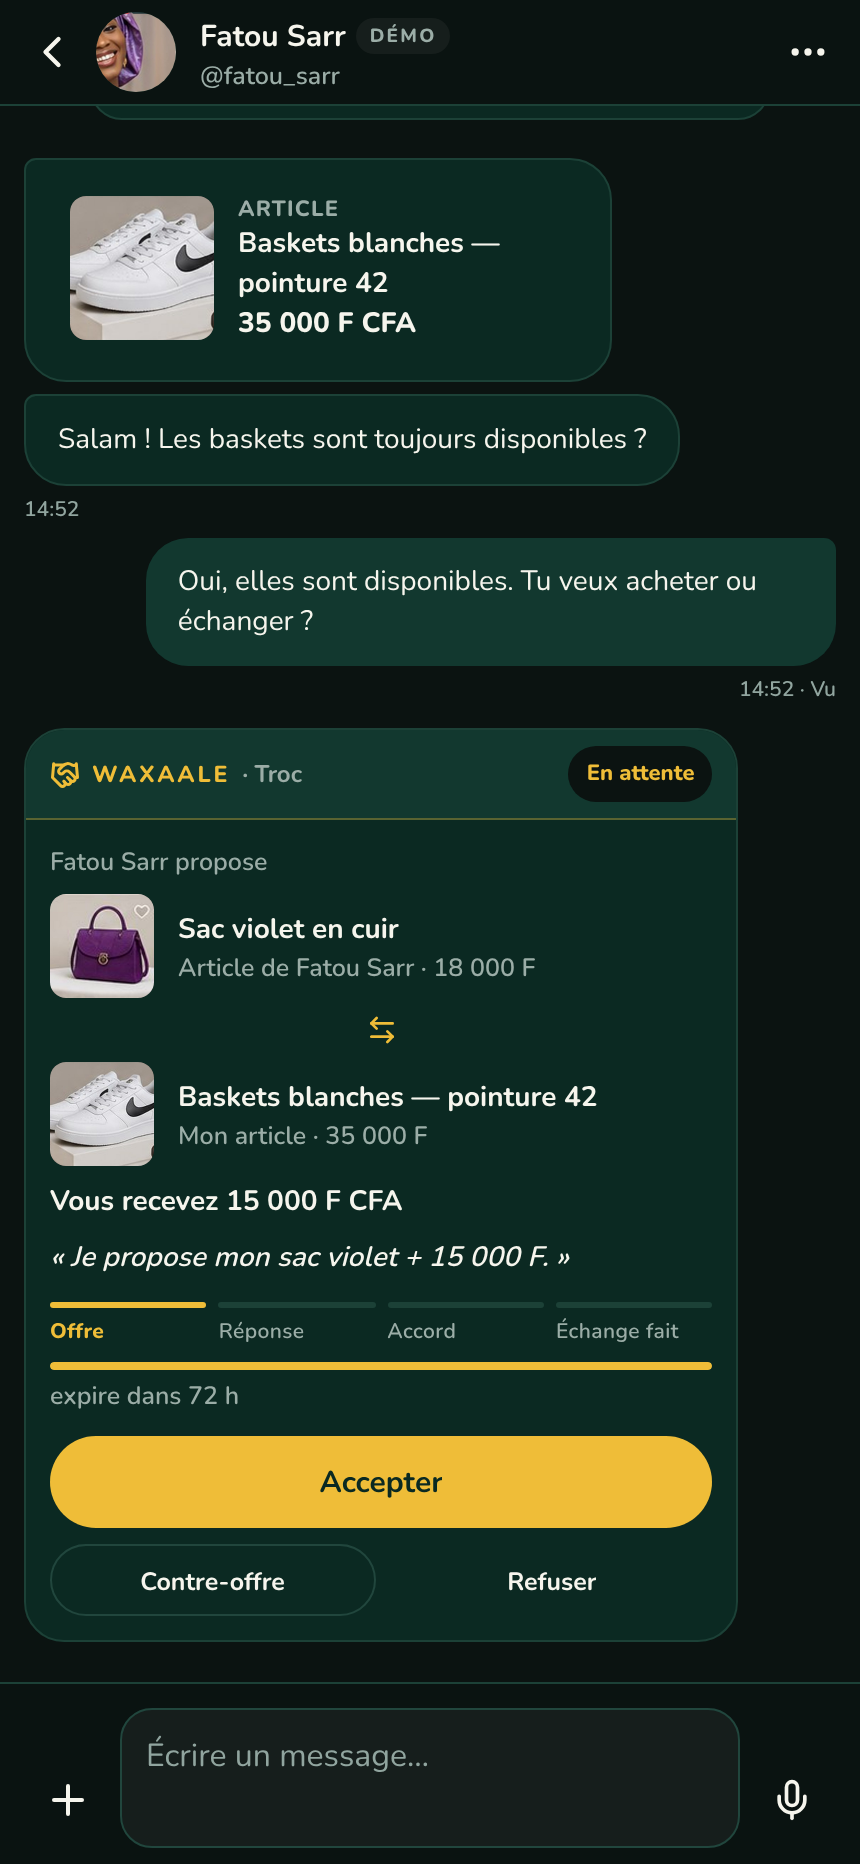 Fatou Sarr DÉMO
@fatou_sarr
ARTICLE
Baskets blanches —
pointure 42
35 000 F CFA
Salam ! Les baskets sont toujours disponibles ?
14:52
Oui, elles sont disponibles. Tu veux acheter ou
échanger ?
14:52 · Vu
WAXAALE · Troc En attente
Fatou Sarr propose
Sac violet en cuir
Article de Fatou Sarr · 18 000 F
Baskets blanches — pointure 42
Mon article · 35 000 F
Vous recevez 15 000 F CFA
« Je propose mon sac violet + 15 000 F. »
Offre Réponse Accord Échange fait
expire dans 72 h
Accepter
Contre-offre Refuser
Écrire un message...